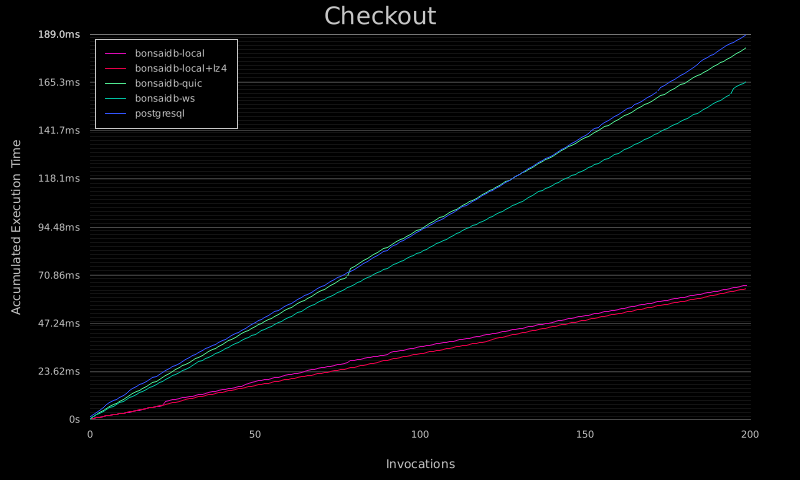 Checkout
189.0ms
165.3ms
141.7ms
118.1ms
94.48ms
70.86ms
47.24ms
23.62ms
0s
Accumulated Execution Time
bonsaidb-local
bonsaidb-local+lz4
bonsaidb-quic
bonsaidb-ws
postgresql
0 50 100 150 200
Invocations